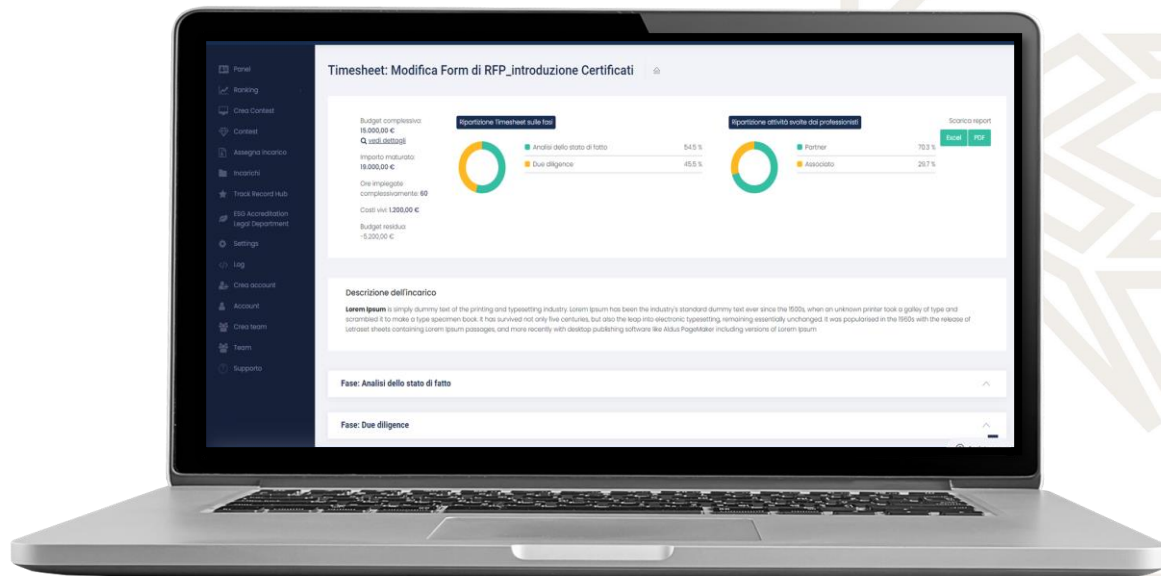 Panel
Ranking
Crea Contest
Contest
Assegna incarico
Incarichi
Track Record Hub
ESG Accreditation
Legal Department
Settings
Log
Crea account
Account
Crea team
Team
Supporto
Timesheet: Modifica Form di RFP_introduzione Certificati
Budget complessivo:
15.000,00 €
vedi dettagli
Importo maturato:
19.000,00 €
Ore impiegate
complessivamente: 60
Costi vivi: 1.200,00 €
Budget residuo:
-5.200,00 €
Ripartizione Timesheet sulle fasi
Analisi dello stato di fatto 54.5 %
Due diligence 45.5 %
Ripartizione attività svolte dai professionisti
Partner 70.3 %
Associato 29.7 %
Scarica report
Excel PDF
Descrizione dell'incarico
Lorem Ipsum is simply dummy text of the printing and typesetting industry. Lorem Ipsum has been the industry's standard dummy text ever since the 1500s, when an unknown printer took a galley of type and
scrambled it to make a type specimen book. It has survived not only five centuries, but also the leap into electronic typesetting, remaining essentially unchanged. It was popularised in the 1960s with the release of
Letraset sheets containing Lorem Ipsum passages, and more recently with desktop publishing software like Aldus PageMaker including versions of Lorem Ipsum
Fase: Analisi dello stato di fatto
Fase: Due diligence